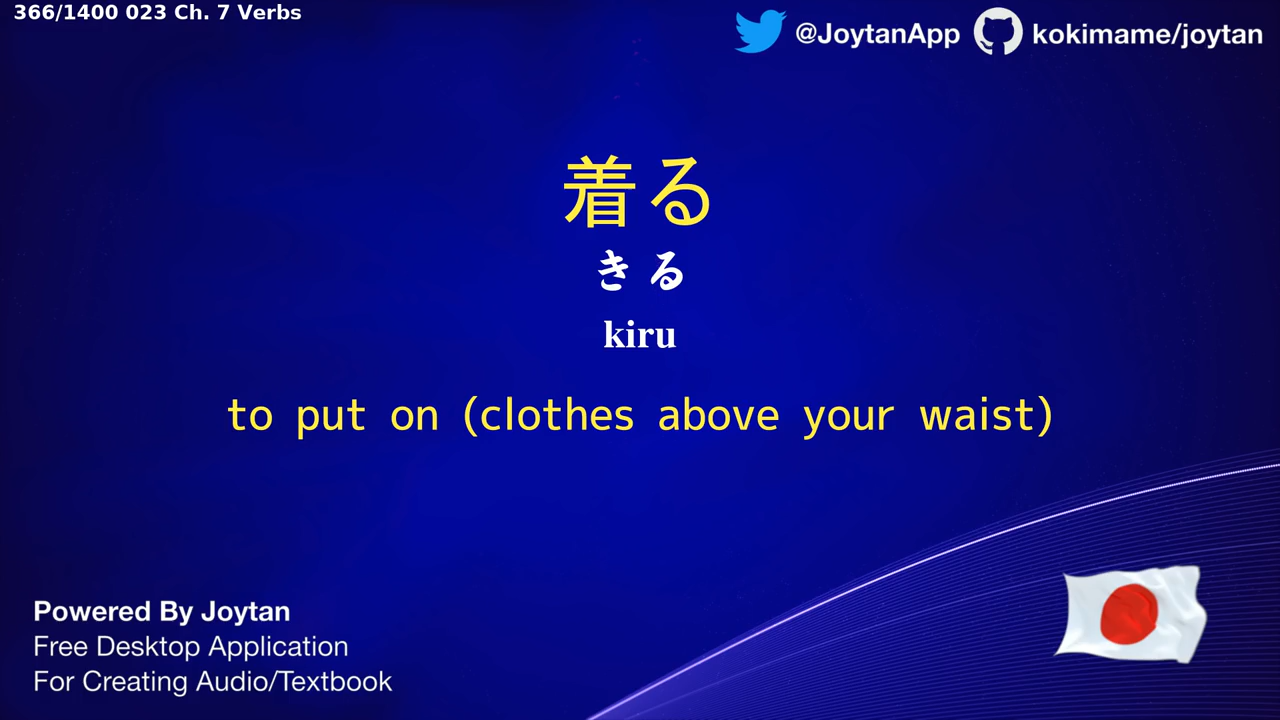 366/1400 023 Ch. 7 Verbs
@JoytanApp kokimame/joytan
着る
きる
kiru
to put on (clothes above your waist)
Powered By Joytan
Free Desktop Application
For Creating Audio/Textbook